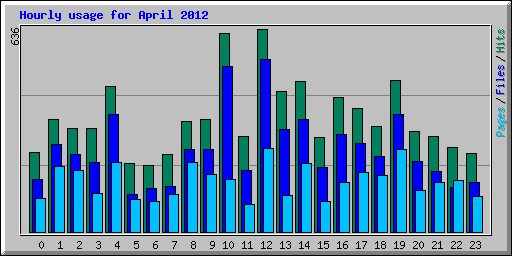 Hourly usage for April 2012
636
Pages / Files / Hits
0 1 2 3 4 5 6 7 8 9 10 11 12 13 14 15 16 17 18 19 20 21 22 23